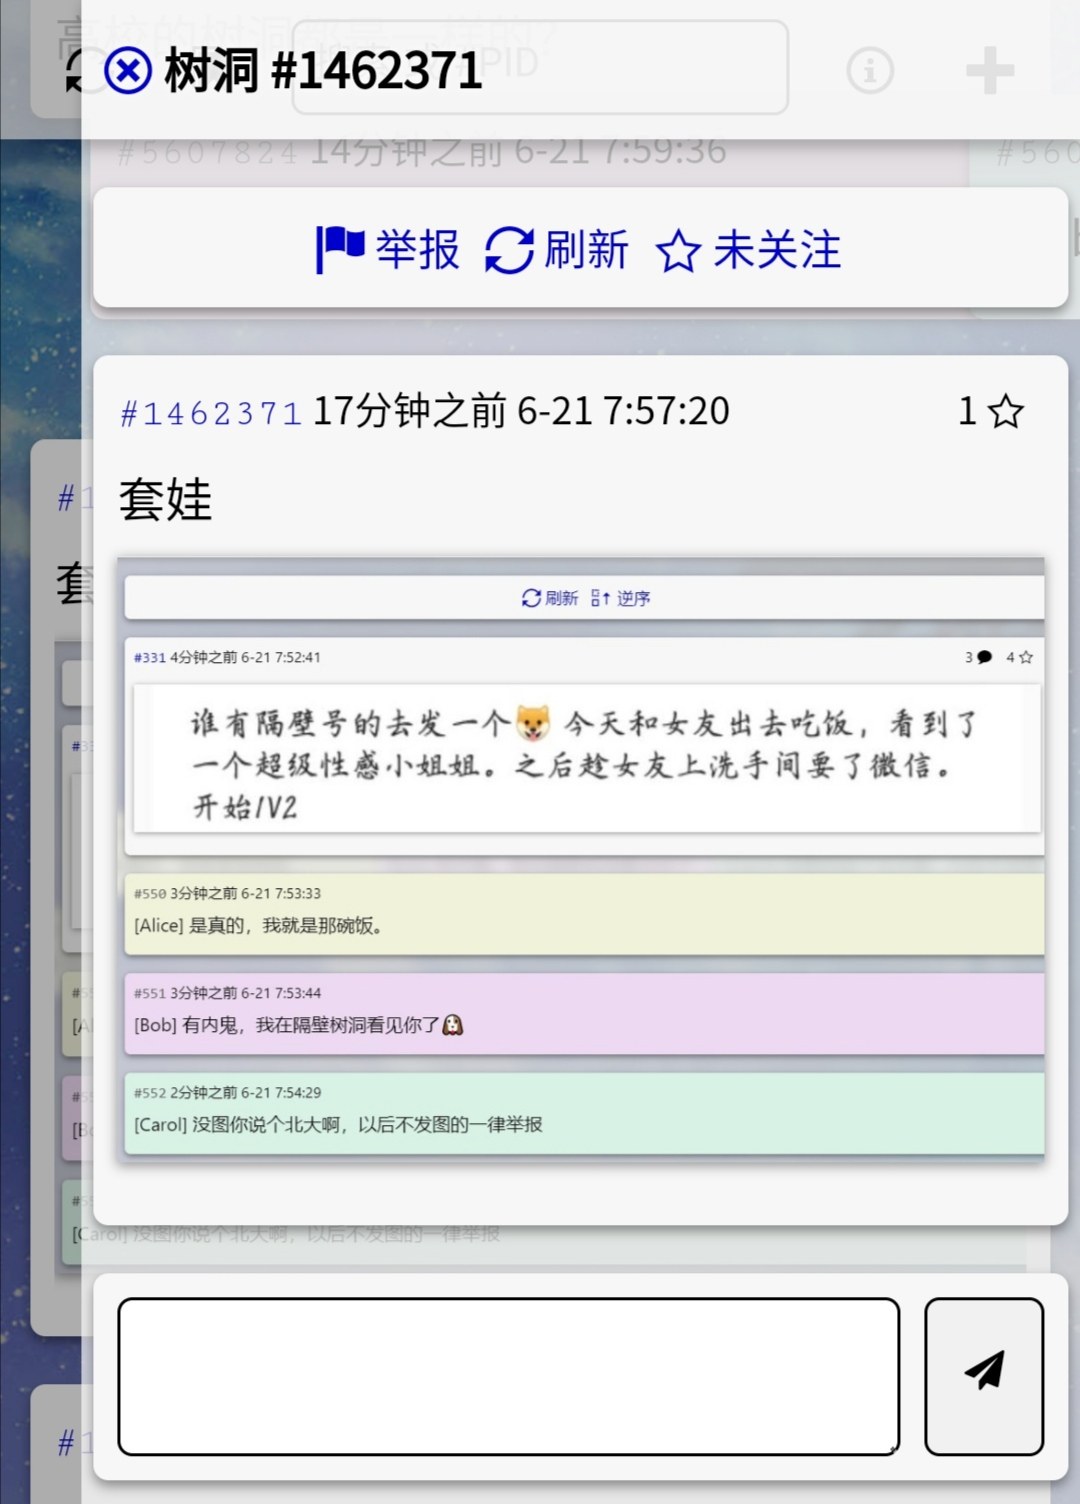 树洞 #1462371
#5607824 14分钟之前 6-21 7:59:36
举报 刷新 未关注
#1462371 17分钟之前 6-21 7:57:20 1
套娃
刷新 逆序
#331 4分钟之前 6-21 7:52:41 3 4
谁有隔壁号的去发一个🐶 今天和女友出去吃饭，看到了
一个超级性感小姐姐。之后趁女友上洗手间要了微信。
开始1V2
#550 3分钟之前 6-21 7:53:33
[Alice] 是真的，我就是那碗饭。
#551 3分钟之前 6-21 7:53:44
[Bob] 有内鬼，我在隔壁树洞看见你了🐶
#552 2分钟之前 6-21 7:54:29
[Carol] 没图你说个北大啊，以后不发图的一律举报
[Carol] 没图你说个北大啊，以后不发图的一律举报